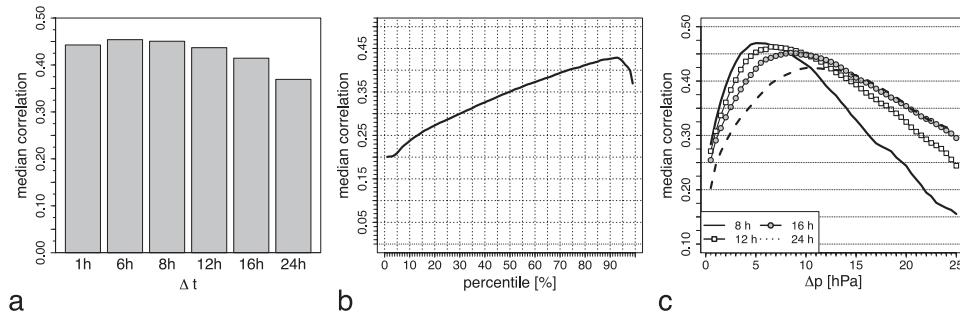 a
median correlation
0.00 0.10 0.20 0.30 0.40 0.50
1h 6h 8h 12h 16h 24h
Δ t
b
median correlation
0.05 0.15 0.25 0.35 0.45
0 10 20 30 40 50 60 70 80 90
percentile [%]
c
median correlation
0.10 0.20 0.30 0.40 0.50
8 h 16 h
12 h 24 h
0 5 10 15 20 25
Δp [hPa]